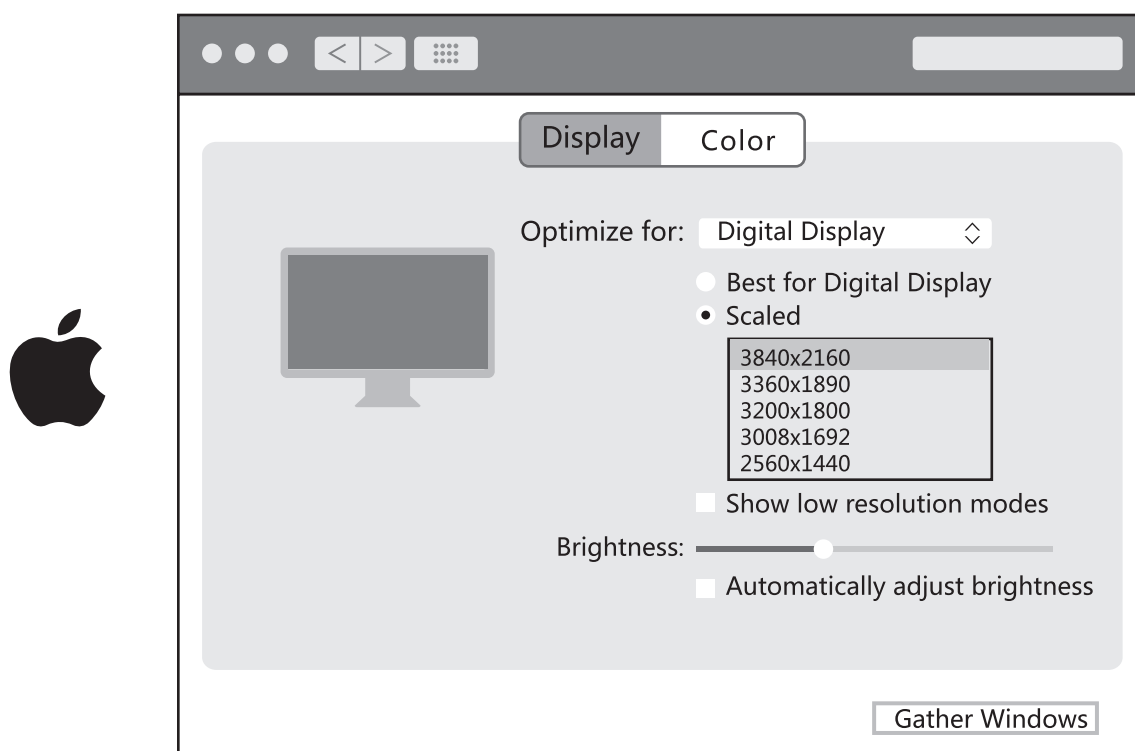 Display
Color
Optimize for: Digital Display
Best for Digital Display
Scaled
3840x2160
3360x1890
3200x1800
3008x1692
2560x1440
Show low resolution modes
Brightness:
Automatically adjust brightness
Gather Windows